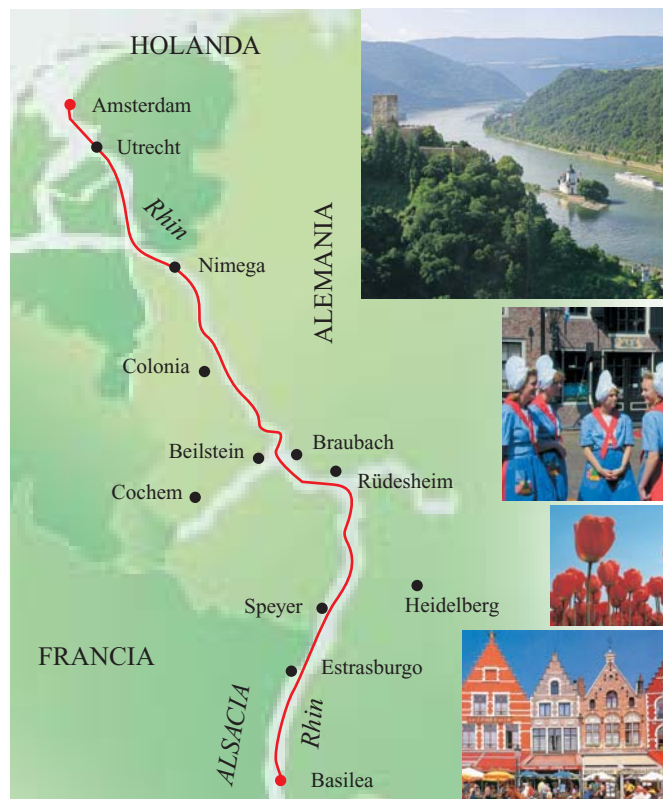 HOLANDA
Amsterdam
Utrecht
Rhin
Nimega
ALEMANIA
Colonia
Braubach
Beilstein
Rüdesheim
Cochem
Heidelberg
Speyer
FRANCIA
Estrasburgo
ALSACIA
Rhin
Basilea